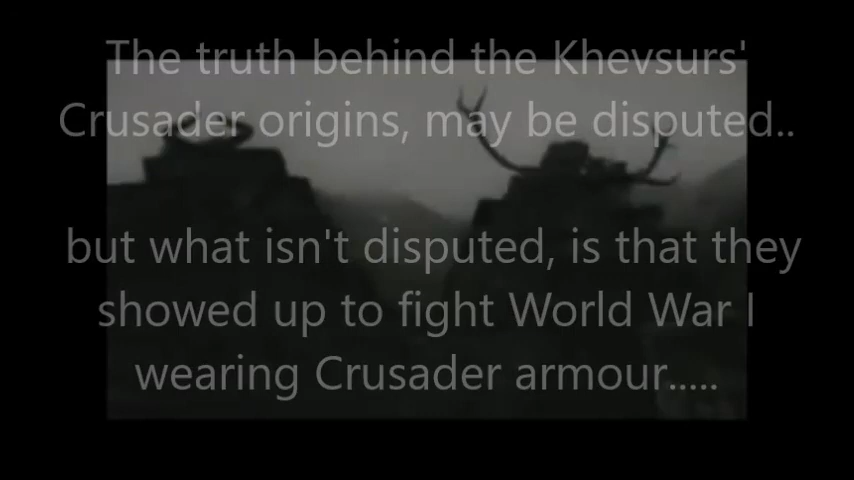 The truth behind the Khevsurs'
Crusader origins, may be disputed..
but what isn't disputed, is that they
showed up to fight World War I
wearing Crusader armour.....